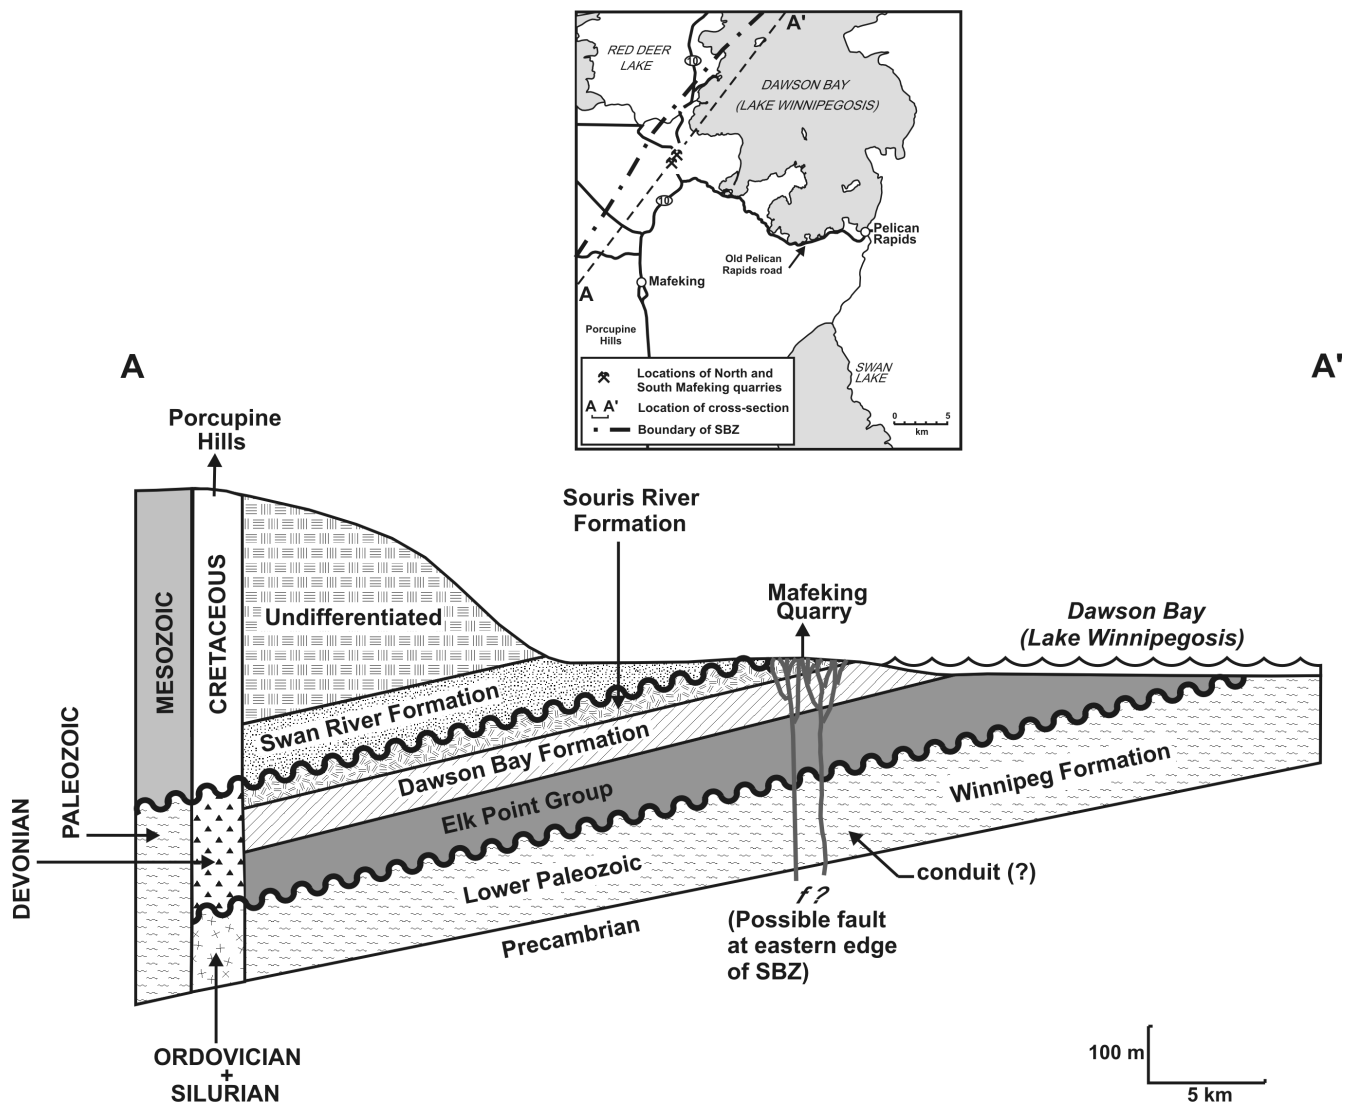 A'
RED DEER
LAKE
10
DAWSON BAY
(LAKE WINNIPEGOSIS)
10
Pelican
Rapids
Old Pelican
Rapids road
Mafeking
A
Porcupine
Hills
SWAN
LAKE
Locations of North and
South Mafeking quarries
A A' Location of cross-section
Boundary of SBZ
0 5
km
A
A'
Porcupine
Hills
Souris River
Formation
Mafeking
Quarry
Dawson Bay
(Lake Winnipegosis)
MESOZOIC
CRETACEOUS
Undifferentiated
PALEOZOIC
DEVONIAN
Swan River Formation
Dawson Bay Formation
Elk Point Group
Lower Paleozoic
Winnipeg Formation
Precambrian
conduit (?)
f ?
(Possible fault
at eastern edge
of SBZ)
ORDOVICIAN
+
SILURIAN
100 m
5 km